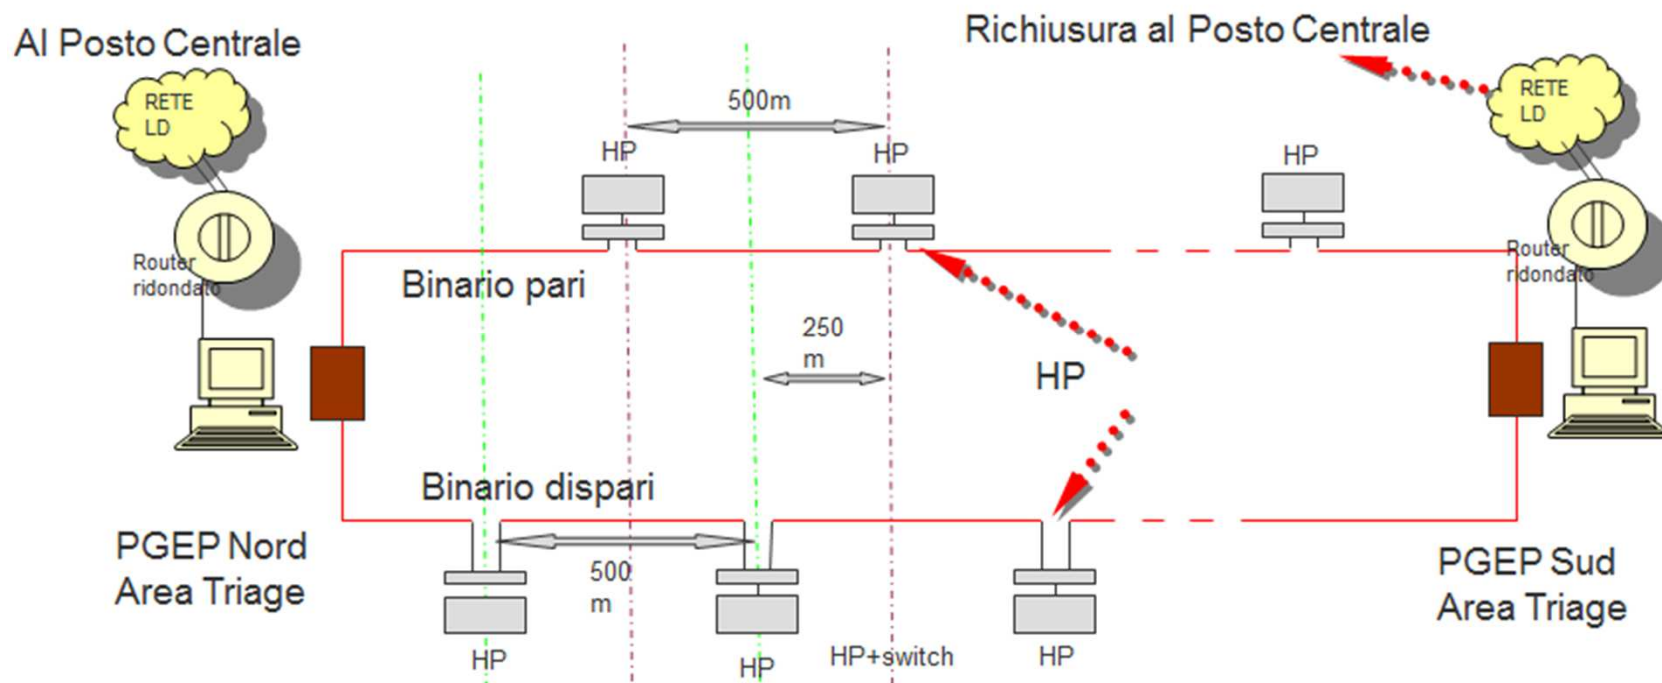 Al Posto Centrale
Richiusura al Posto Centrale
RETE
LD
500m
RETE
LD
HP
HP
HP
Router
ridondato
Binario pari
Router
ridondato
250
m
HP
Binario dispari
PGEP Nord
Area Triage
500
m
PGEP Sud
Area Triage
HP
HP
HP+switch
HP